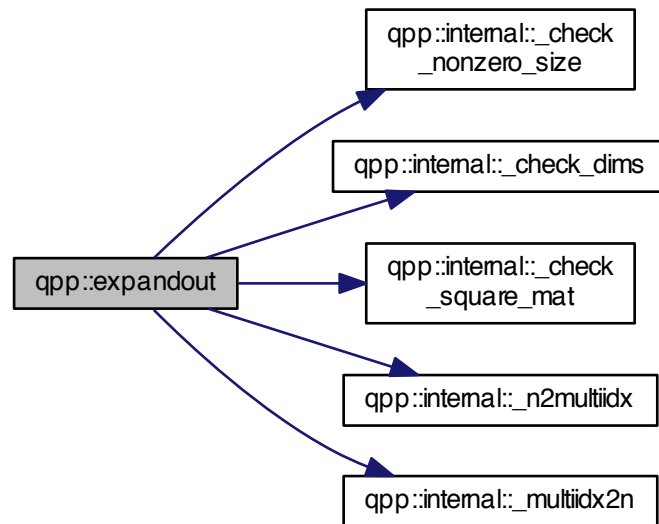 qpp::internal::_check
_nonzero_size
qpp::internal::_check_dims
qpp::expandout
qpp::internal::_check
_square_mat
qpp::internal::_n2multiidx
qpp::internal::_multiidx2n